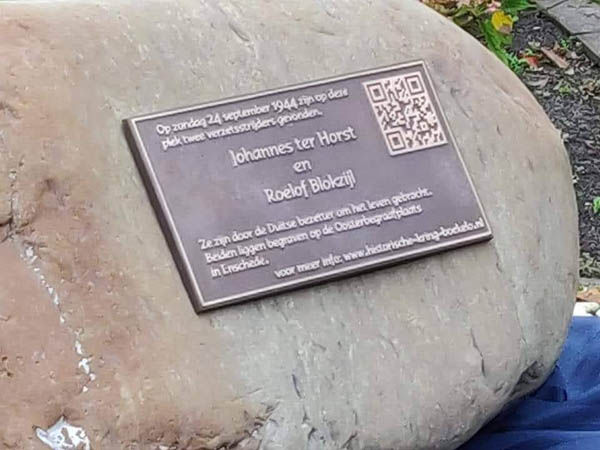 Op zondag 24 september 1944 zijn op deze
plek twee verzetsstrijders gevonden.
Johannes ter Horst
en
Roelof Blokzijl
Ze zijn door de Duitse bezetter om het leven gebracht.
Beiden liggen begraven op de Oosterbegraafplaats
in Enschede.
voor meer info: www.historische-kring-boekelo.nl